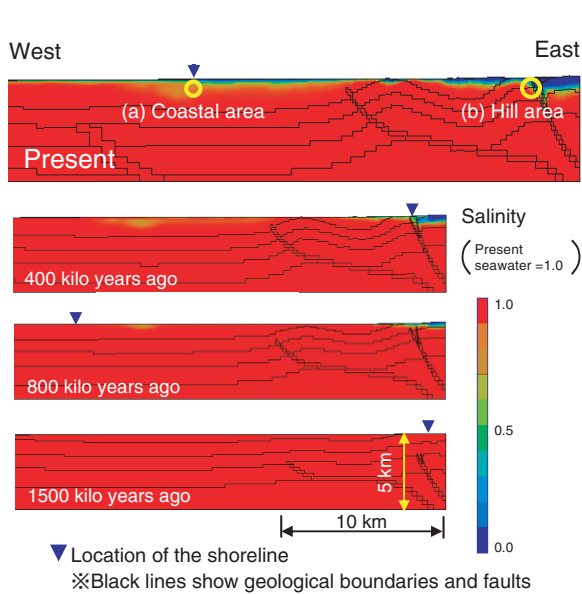 West
East
(a) Coastal area
(b) Hill area
Present
Salinity
( Present
seawater =1.0 )
400 kilo years ago
1.0
800 kilo years ago
0.5
5 km
1500 kilo years ago
10 km
0.0
▼ Location of the shoreline
※Black lines show geological boundaries and faults